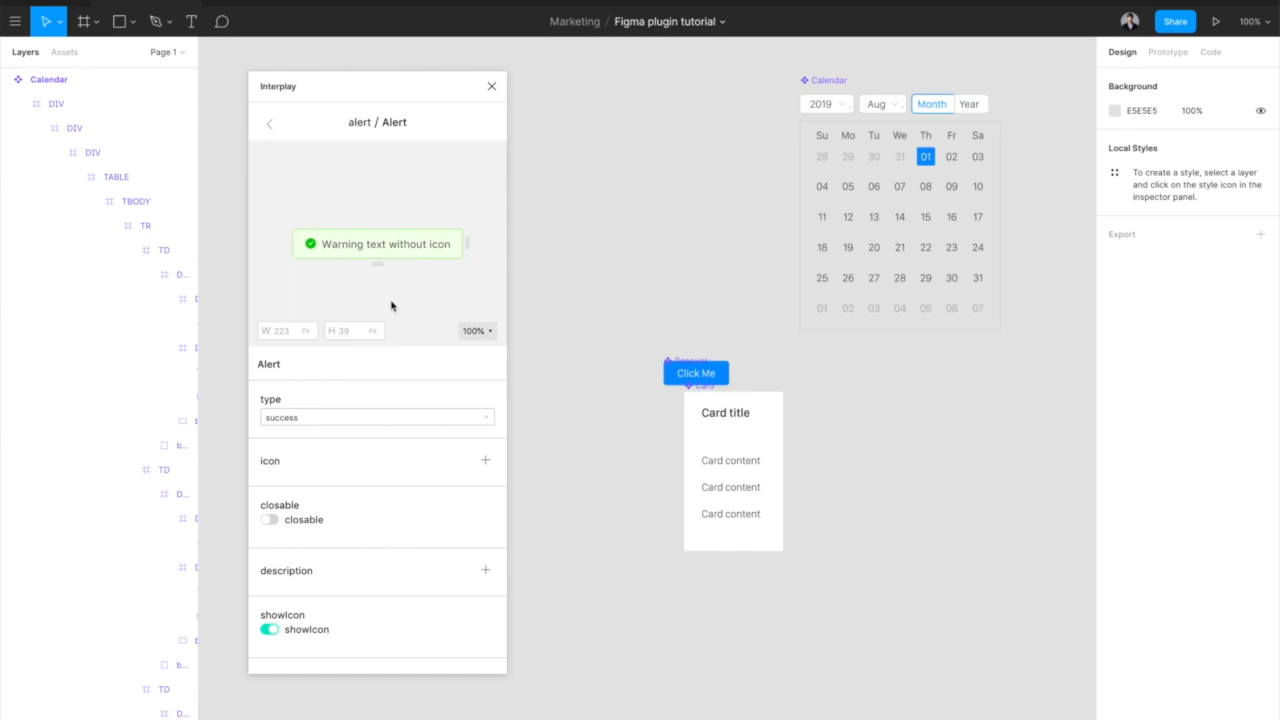 Marketing / Figma plugin tutorial
Share
100%
Layers Assets Page 1
Calendar
DIV
DIV
DIV
TABLE
TBODY
TR
TD
D...
TD
D...
b...
b...
TD
D...
Interplay
alert / Alert
Warning text without icon
W 223 PX H 39 PX 100%
Alert
type
success
icon
closable
closable
description
showIcon
showIcon
Calendar
2019 Aug Month Year
Su Mo Tu We Th Fr Sa
28 29 30 31 01 02 03
04 05 06 07 08 09 10
11 12 13 14 15 16 17
18 19 20 21 22 23 24
25 26 27 28 29 30 31
01 02 03 04 05 06 07
Click Me
Card
Card title
Card content
Card content
Card content
Design Prototype Code
Background
E5E5E5 100%
Local Styles
To create a style, select a layer
and click on the style icon in the
inspector panel.
Export